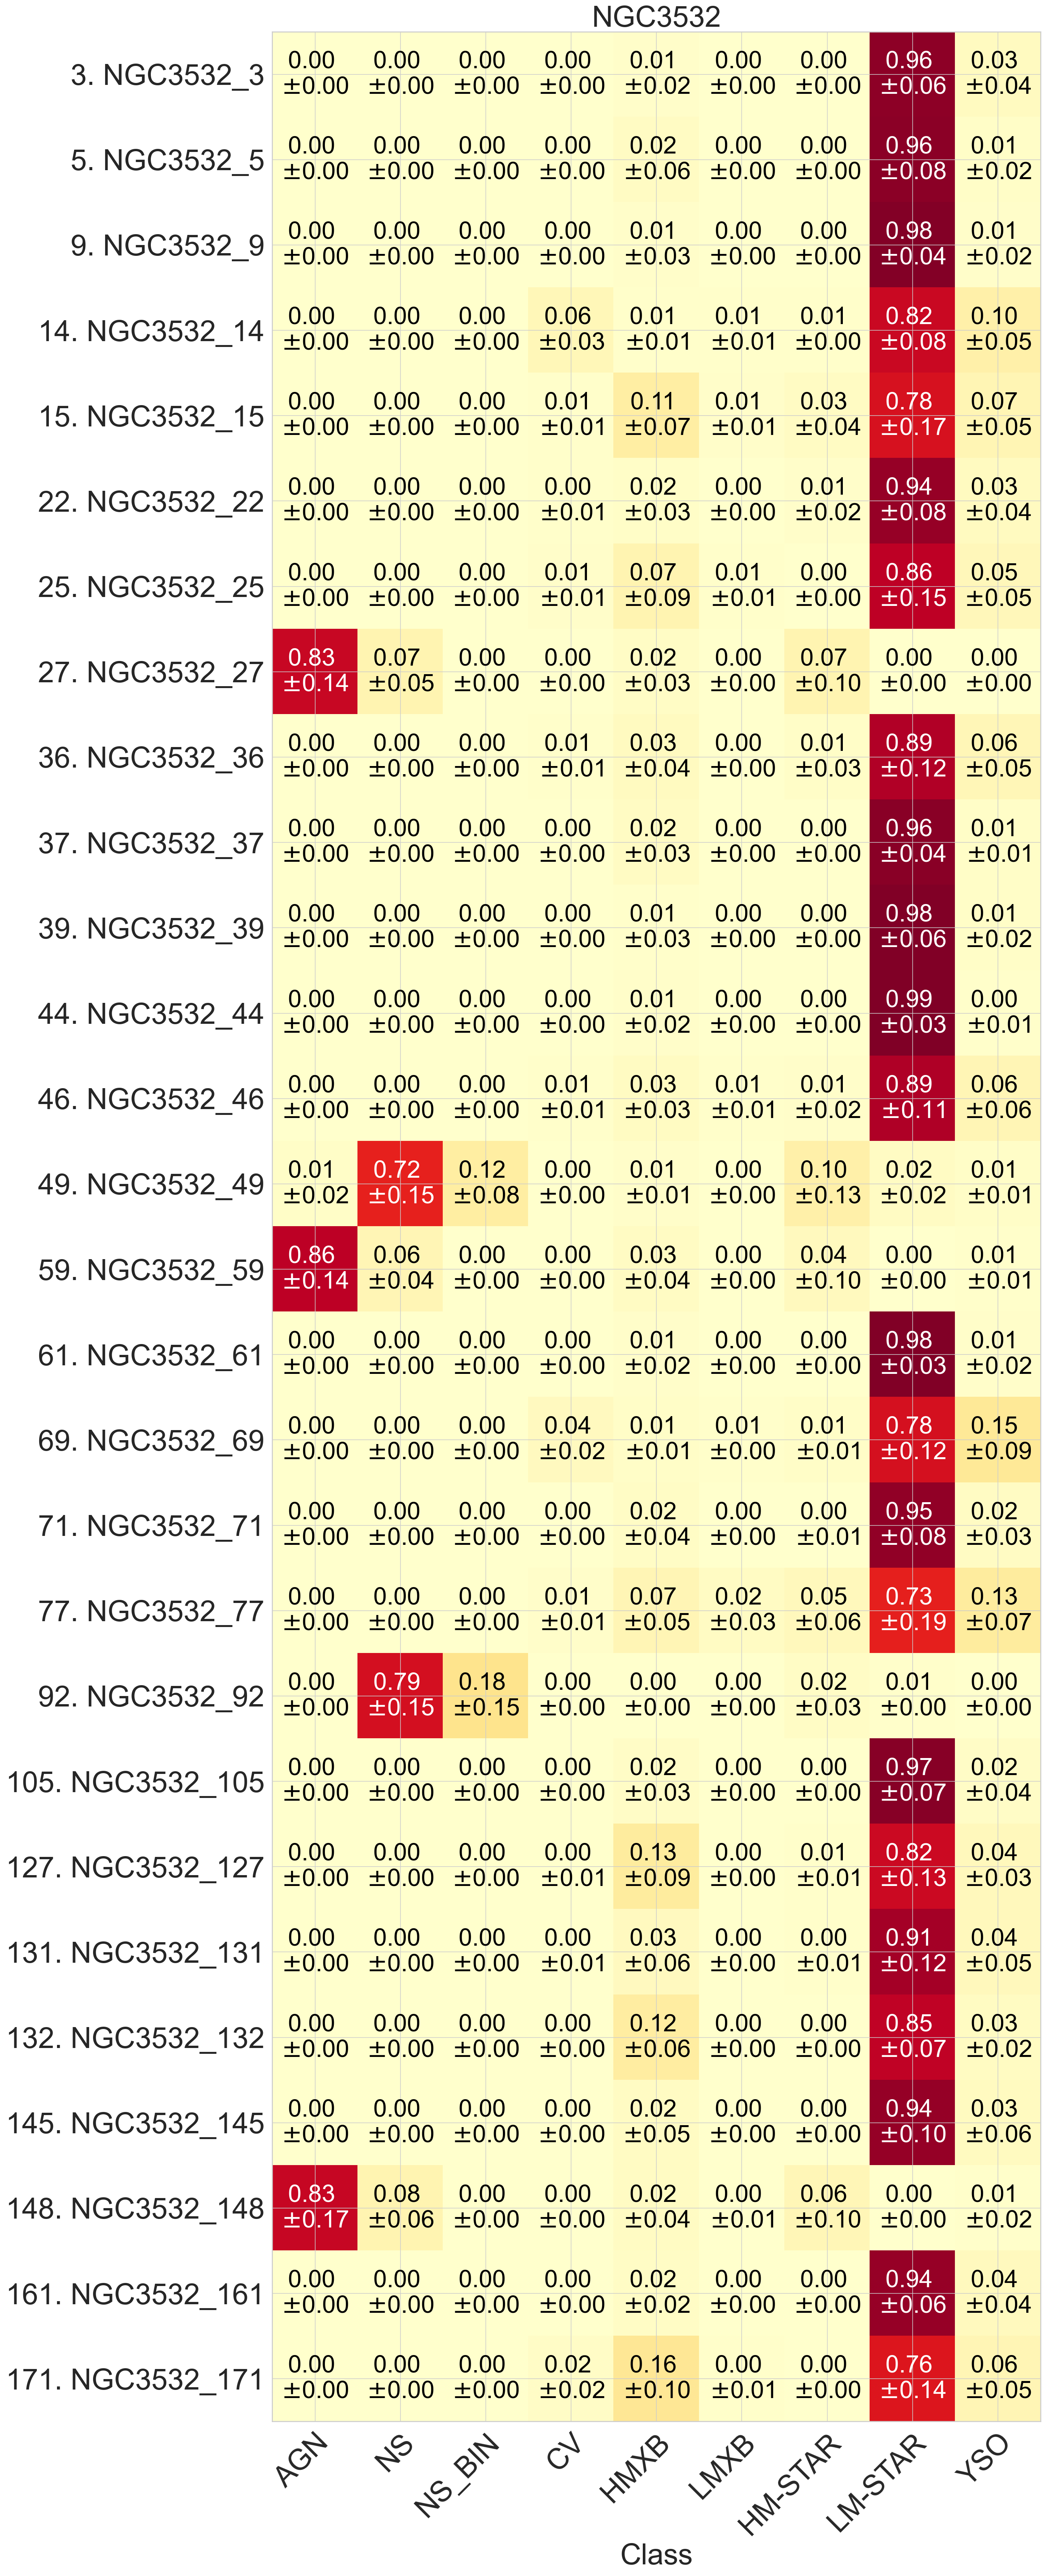 NGC3532
3. NGC3532_3 0.00 0.00 0.00 0.00 0.01 0.00 0.00 0.96 0.03
±0.00 ±0.00 ±0.00 ±0.00 ±0.02 ±0.00 ±0.00 ±0.06 ±0.04
5. NGC3532_5 0.00 0.00 0.00 0.00 0.02 0.00 0.00 0.96 0.01
±0.00 ±0.00 ±0.00 ±0.00 ±0.06 ±0.00 ±0.00 ±0.08 ±0.02
9. NGC3532_9 0.00 0.00 0.00 0.00 0.01 0.00 0.00 0.98 0.01
±0.00 ±0.00 ±0.00 ±0.00 ±0.03 ±0.00 ±0.00 ±0.04 ±0.02
14. NGC3532_14 0.00 0.00 0.00 0.06 0.01 0.01 0.01 0.82 0.10
±0.00 ±0.00 ±0.00 ±0.03 ±0.01 ±0.01 ±0.00 ±0.08 ±0.05
15. NGC3532_15 0.00 0.00 0.00 0.01 0.11 0.01 0.03 0.78 0.07
±0.00 ±0.00 ±0.00 ±0.01 ±0.07 ±0.01 ±0.04 ±0.17 ±0.05
22. NGC3532_22 0.00 0.00 0.00 0.00 0.02 0.00 0.01 0.94 0.03
±0.00 ±0.00 ±0.00 ±0.01 ±0.03 ±0.00 ±0.02 ±0.08 ±0.04
25. NGC3532_25 0.00 0.00 0.00 0.01 0.07 0.01 0.00 0.86 0.05
±0.00 ±0.00 ±0.00 ±0.01 ±0.09 ±0.01 ±0.00 ±0.15 ±0.05
27. NGC3532_27 0.83 0.07 0.00 0.00 0.02 0.00 0.07 0.00 0.00
±0.14 ±0.05 ±0.00 ±0.00 ±0.03 ±0.00 ±0.10 ±0.00 ±0.00
36. NGC3532_36 0.00 0.00 0.00 0.01 0.03 0.00 0.01 0.89 0.06
±0.00 ±0.00 ±0.00 ±0.01 ±0.04 ±0.00 ±0.03 ±0.12 ±0.05
37. NGC3532_37 0.00 0.00 0.00 0.00 0.02 0.00 0.00 0.96 0.01
±0.00 ±0.00 ±0.00 ±0.00 ±0.03 ±0.00 ±0.00 ±0.04 ±0.01
39. NGC3532_39 0.00 0.00 0.00 0.00 0.01 0.00 0.00 0.98 0.01
±0.00 ±0.00 ±0.00 ±0.00 ±0.03 ±0.00 ±0.00 ±0.06 ±0.02
44. NGC3532_44 0.00 0.00 0.00 0.00 0.01 0.00 0.00 0.99 0.00
±0.00 ±0.00 ±0.00 ±0.00 ±0.02 ±0.00 ±0.00 ±0.03 ±0.01
46. NGC3532_46 0.00 0.00 0.00 0.01 0.03 0.01 0.01 0.89 0.06
±0.00 ±0.00 ±0.00 ±0.01 ±0.03 ±0.01 ±0.02 ±0.11 ±0.06
49. NGC3532_49 0.01 0.72 0.12 0.00 0.00 0.00 0.10 0.02 0.01
±0.02 ±0.15 ±0.08 ±0.00 ±0.01 ±0.00 ±0.13 ±0.02 ±0.01
59. NGC3532_59 0.86 0.06 0.00 0.00 0.03 0.00 0.04 0.00 0.01
±0.14 ±0.04 ±0.00 ±0.00 ±0.04 ±0.00 ±0.10 ±0.00 ±0.01
61. NGC3532_61 0.00 0.00 0.00 0.00 0.01 0.00 0.00 0.98 0.01
±0.00 ±0.00 ±0.00 ±0.00 ±0.02 ±0.00 ±0.00 ±0.03 ±0.02
69. NGC3532_69 0.00 0.00 0.00 0.04 0.01 0.01 0.01 0.78 0.15
±0.00 ±0.00 ±0.00 ±0.02 ±0.01 ±0.01 ±0.01 ±0.12 ±0.09
71. NGC3532_71 0.00 0.00 0.00 0.00 0.02 0.00 0.00 0.95 0.02
±0.00 ±0.00 ±0.00 ±0.00 ±0.04 ±0.00 ±0.01 ±0.08 ±0.03
77. NGC3532_77 0.00 0.00 0.00 0.01 0.07 0.02 0.05 0.73 0.13
±0.00 ±0.00 ±0.00 ±0.01 ±0.05 ±0.03 ±0.06 ±0.19 ±0.07
92. NGC3532_92 0.00 0.79 0.18 0.00 0.00 0.00 0.02 0.01 0.00
±0.00 ±0.15 ±0.15 ±0.00 ±0.00 ±0.00 ±0.03 ±0.00 ±0.00
105. NGC3532_105 0.00 0.00 0.00 0.00 0.02 0.00 0.00 0.97 0.02
±0.00 ±0.00 ±0.00 ±0.00 ±0.03 ±0.00 ±0.00 ±0.07 ±0.04
127. NGC3532_127 0.00 0.00 0.00 0.00 0.13 0.00 0.01 0.82 0.04
±0.00 ±0.00 ±0.00 ±0.01 ±0.09 ±0.00 ±0.01 ±0.13 ±0.03
131. NGC3532_131 0.00 0.00 0.00 0.00 0.03 0.00 0.00 0.91 0.04
±0.00 ±0.00 ±0.00 ±0.01 ±0.06 ±0.00 ±0.01 ±0.12 ±0.05
132. NGC3532_132 0.00 0.00 0.00 0.00 0.12 0.00 0.00 0.85 0.03
±0.00 ±0.00 ±0.00 ±0.00 ±0.06 ±0.00 ±0.00 ±0.07 ±0.02
145. NGC3532_145 0.00 0.00 0.00 0.00 0.02 0.00 0.00 0.94 0.03
±0.00 ±0.00 ±0.00 ±0.00 ±0.05 ±0.00 ±0.00 ±0.10 ±0.06
148. NGC3532_148 0.83 0.08 0.00 0.00 0.02 0.00 0.06 0.00 0.01
±0.17 ±0.06 ±0.00 ±0.00 ±0.04 ±0.01 ±0.10 ±0.00 ±0.02
161. NGC3532_161 0.00 0.00 0.00 0.00 0.02 0.00 0.00 0.94 0.04
±0.00 ±0.00 ±0.00 ±0.00 ±0.02 ±0.00 ±0.00 ±0.06 ±0.04
171. NGC3532_171 0.00 0.00 0.00 0.02 0.16 0.00 0.00 0.76 0.06
±0.00 ±0.00 ±0.00 ±0.02 ±0.10 ±0.01 ±0.00 ±0.14 ±0.05
AGN NS NS_BIN CV HMXB LMXB HM-STAR LM-STAR YSO
Class